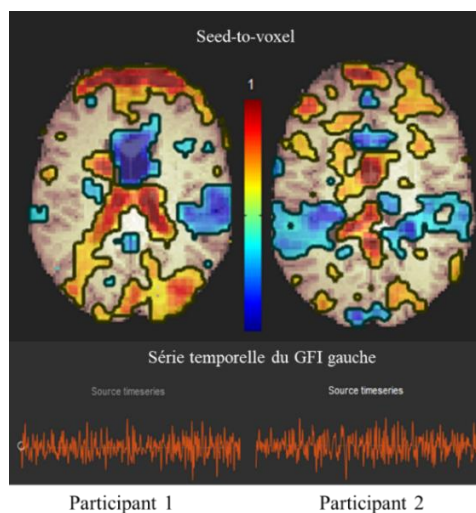 Seed-to-voxel
1
Série temporelle du GFI gauche
Source timeseries
Source timeseries
Participant 1
Participant 2